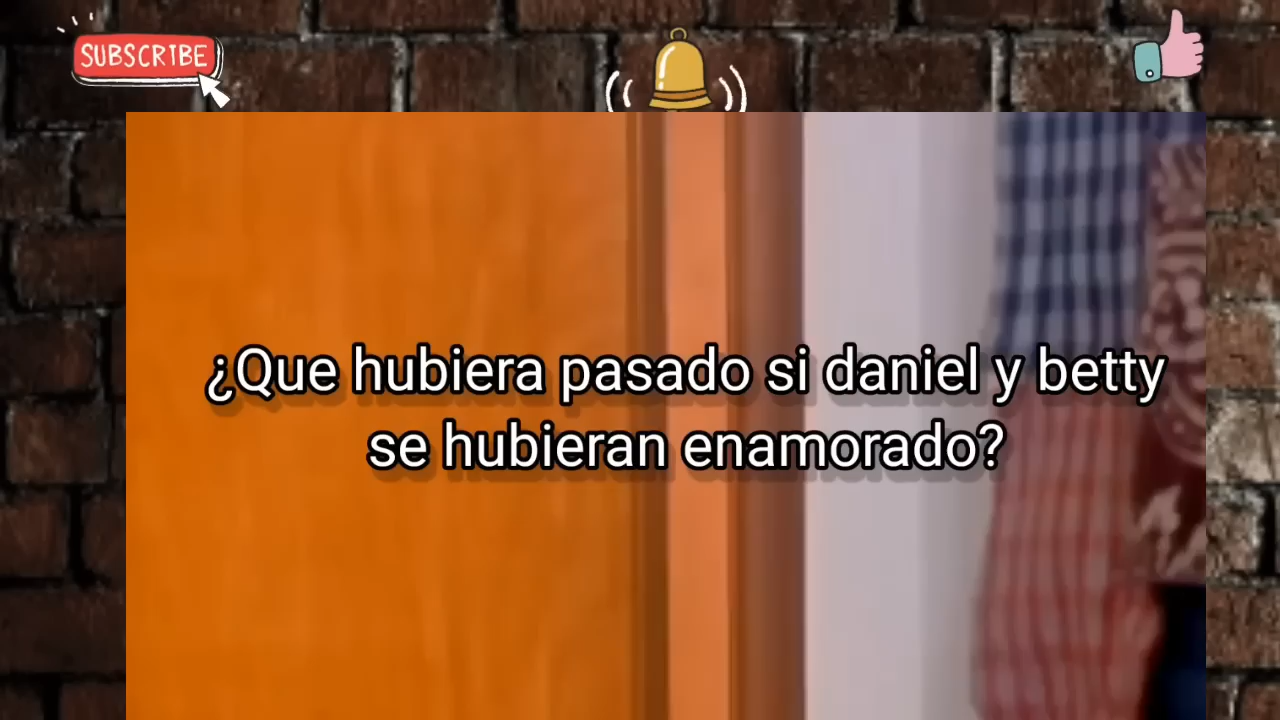 SUBSCRIBE
¿Que hubiera pasado si daniel y betty
se hubieran enamorado?